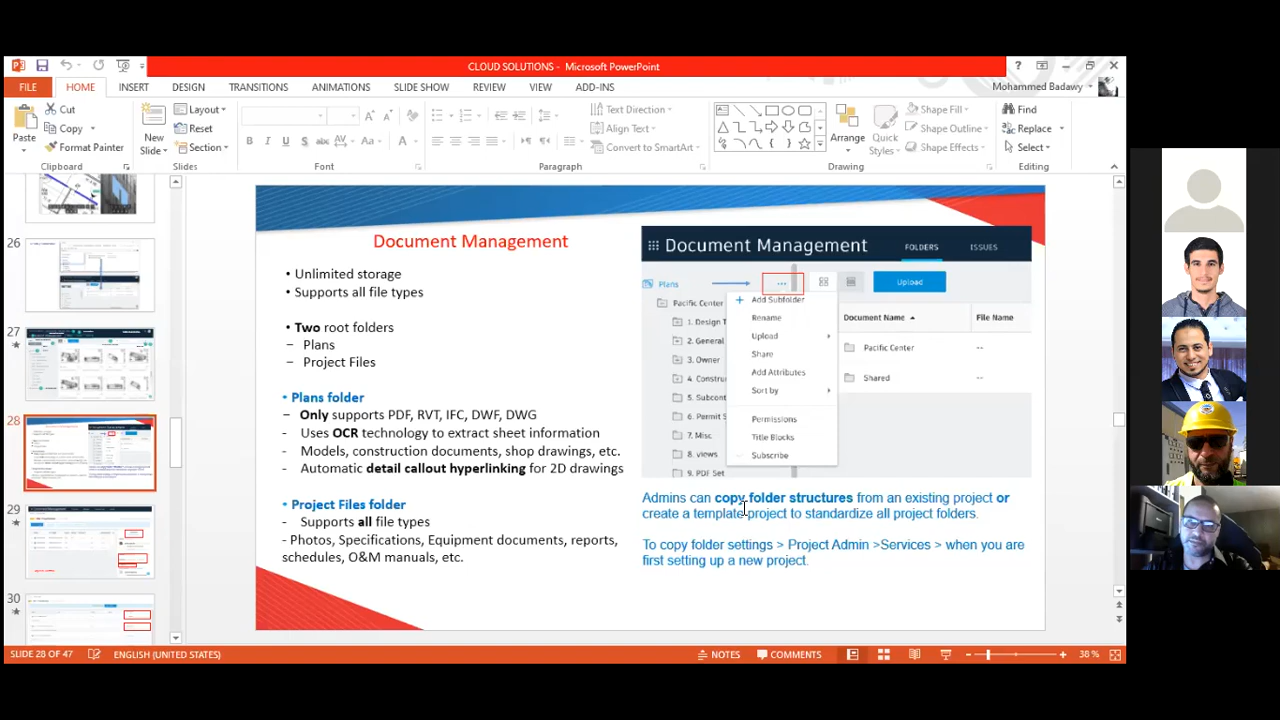 CLOUD SOLUTIONS - Microsoft PowerPoint
FILE HOME INSERT DESIGN TRANSITIONS ANIMATIONS SLIDE SHOW REVIEW VIEW ADD-INS
Mohammed Badawy
Paste
Cut
Copy
Format Painter
Clipboard
New Slide
Layout
Reset
Section
Slides
Font
Text Direction
Align Text
Convert to SmartArt
Paragraph
Arrange
Quick Styles
Shape Fill
Shape Outline
Shape Effects
Drawing
Find
Replace
Select
Editing
26
27
28
29
30
Document Management
• Unlimited storage
• Supports all file types
• Two root folders
– Plans
– Project Files
• Plans folder
– Only supports PDF, RVT, IFC, DWF, DWG
- Uses OCR technology to extract sheet information
- Models, construction documents, shop drawings, etc.
- Automatic detail callout hyperlinking for 2D drawings
• Project Files folder
- Supports all file types
- Photos, Specifications, Equipment documents, reports,
schedules, O&M manuals, etc.
Document Management FOLDERS ISSUES
Plans
...
Upload
Pacific Center
1. Design T
2. General
3. Owner
4. Constru
5. Subcont
6. Permit S
7. Misc
8. views
9. PDF Set
+ Add Subfolder
Rename
Upload
Share
Add Attributes
Sort by
Permissions
Title Blocks
Subscribe
Document Name File Name
Pacific Center --
Shared --
Admins can copy folder structures from an existing project or
create a template project to standardize all project folders.
To copy folder settings > Project Admin >Services > when you are
first setting up a new project.
SLIDE 28 OF 47 ENGLISH (UNITED STATES) NOTES COMMENTS 38 %